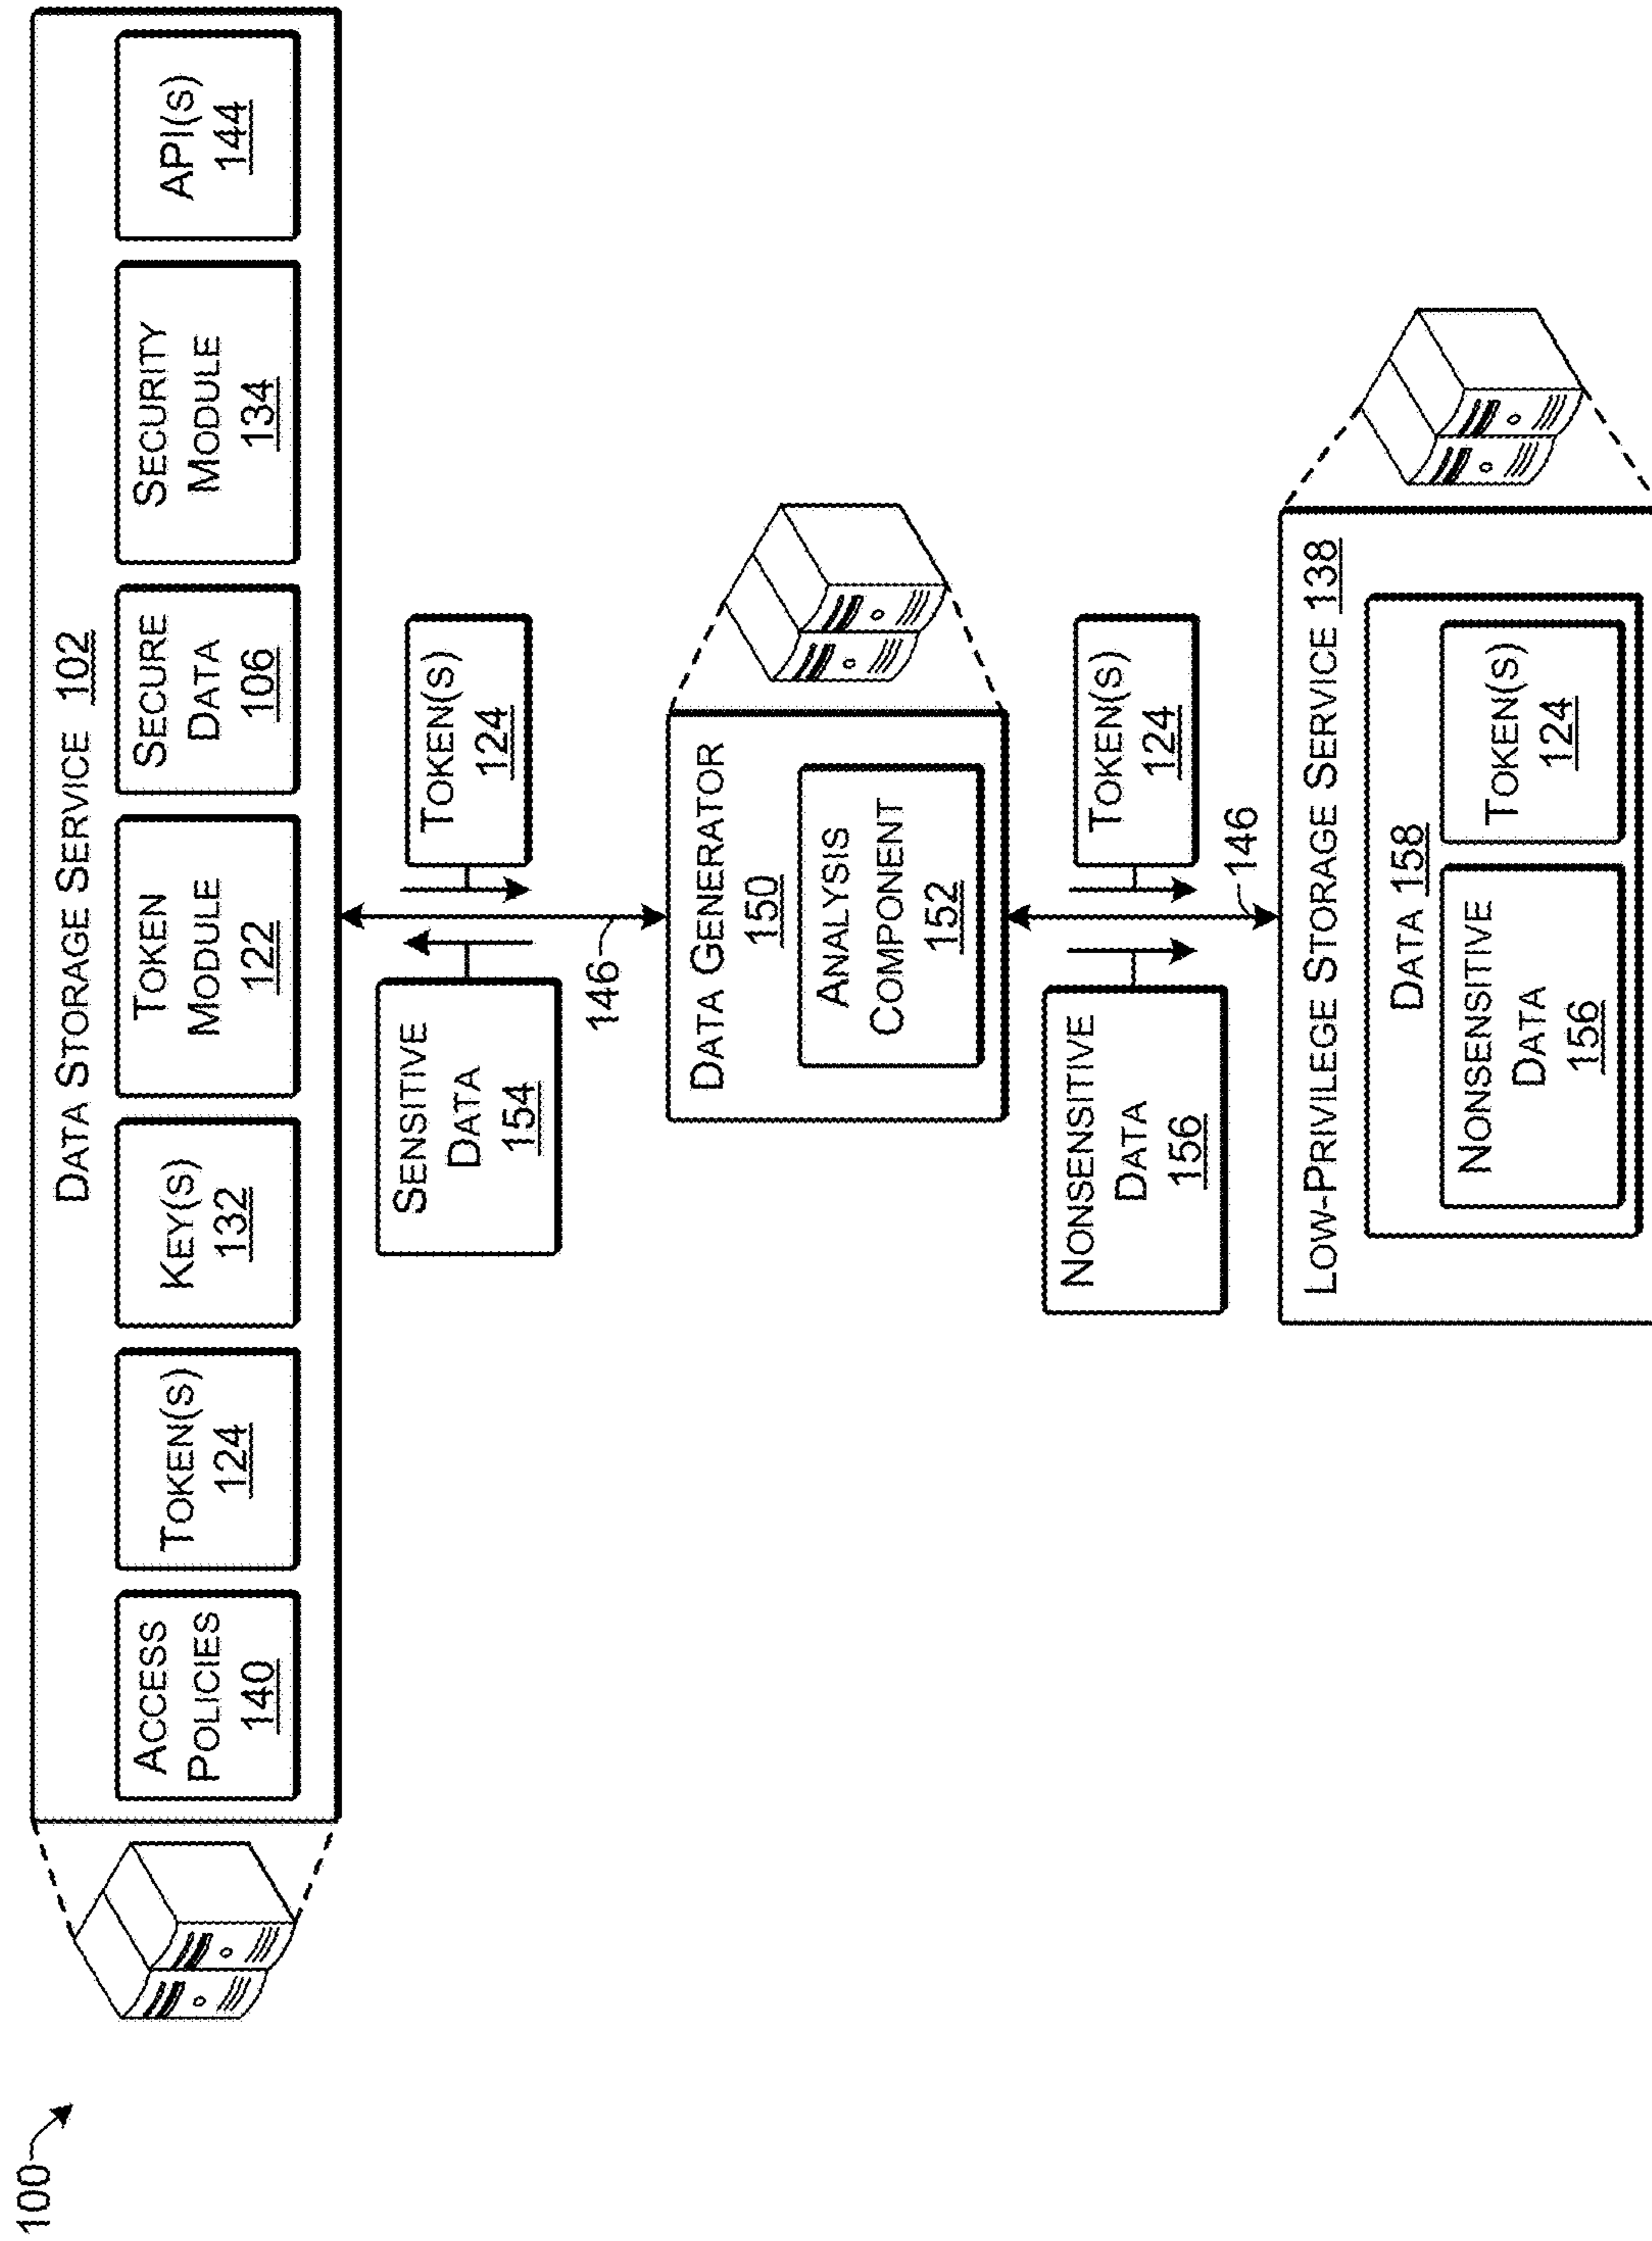 100
DATA STORAGE SERVICE 102
ACCESS
POLICIES
140
TOKEN(S)
124
KEY(S)
132
TOKEN
MODULE
122
SECURE
DATA
106
SECURITY
MODULE
134
API(S)
144
SENSITIVE
DATA
154
TOKEN(S)
124
146
DATA GENERATOR
150
ANALYSIS
COMPONENT
152
NONSENSITIVE
DATA
156
TOKEN(S)
124
146
LOW-PRIVILEGE STORAGE SERVICE 138
DATA 158
NONSENSITIVE
DATA
156
TOKEN(S)
124